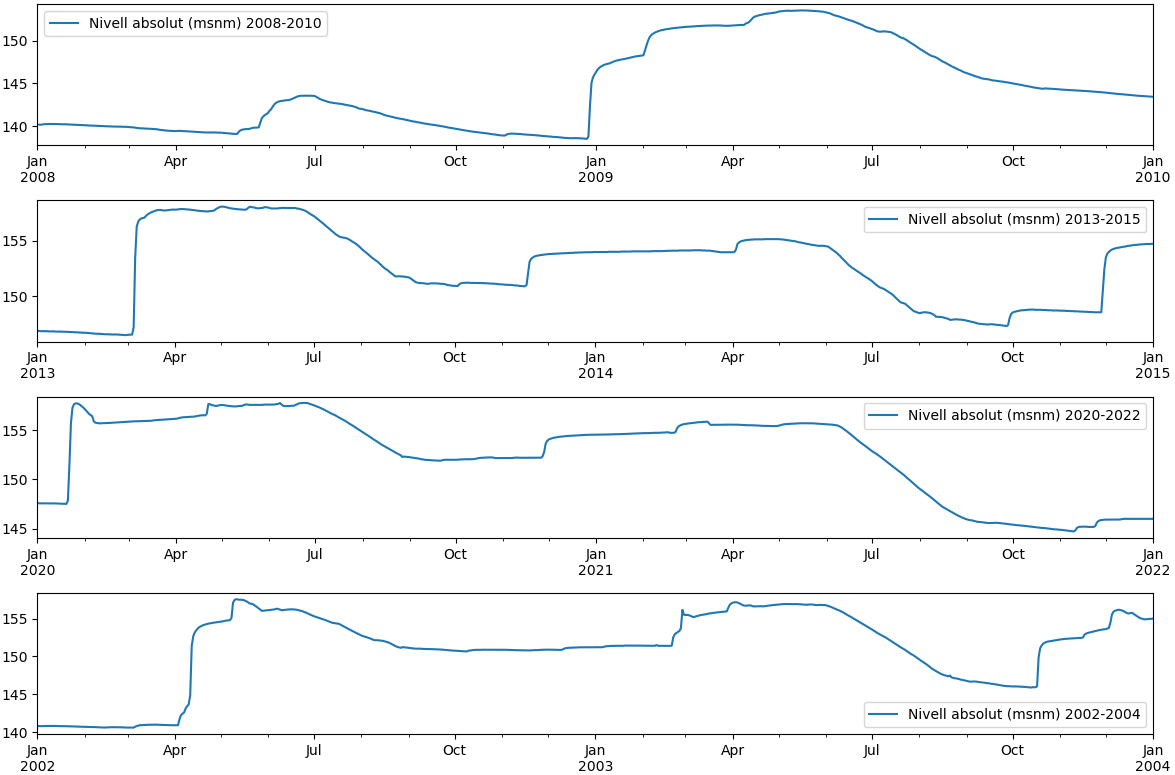 Nivell absolut (msnm) 2008-2010
150
145
140
Jan Apr Jul Oct Jan Apr Jul Oct Jan
2008 2009 2010
Nivell absolut (msnm) 2013-2015
155
150
Jan Apr Jul Oct Jan Apr Jul Oct Jan
2013 2014 2015
Nivell absolut (msnm) 2020-2022
155
150
145
Jan Apr Jul Oct Jan Apr Jul Oct Jan
2020 2021 2022
155
150
145
Nivell absolut (msnm) 2002-2004
140
Jan Apr Jul Oct Jan Apr Jul Oct Jan
2002 2003 2004